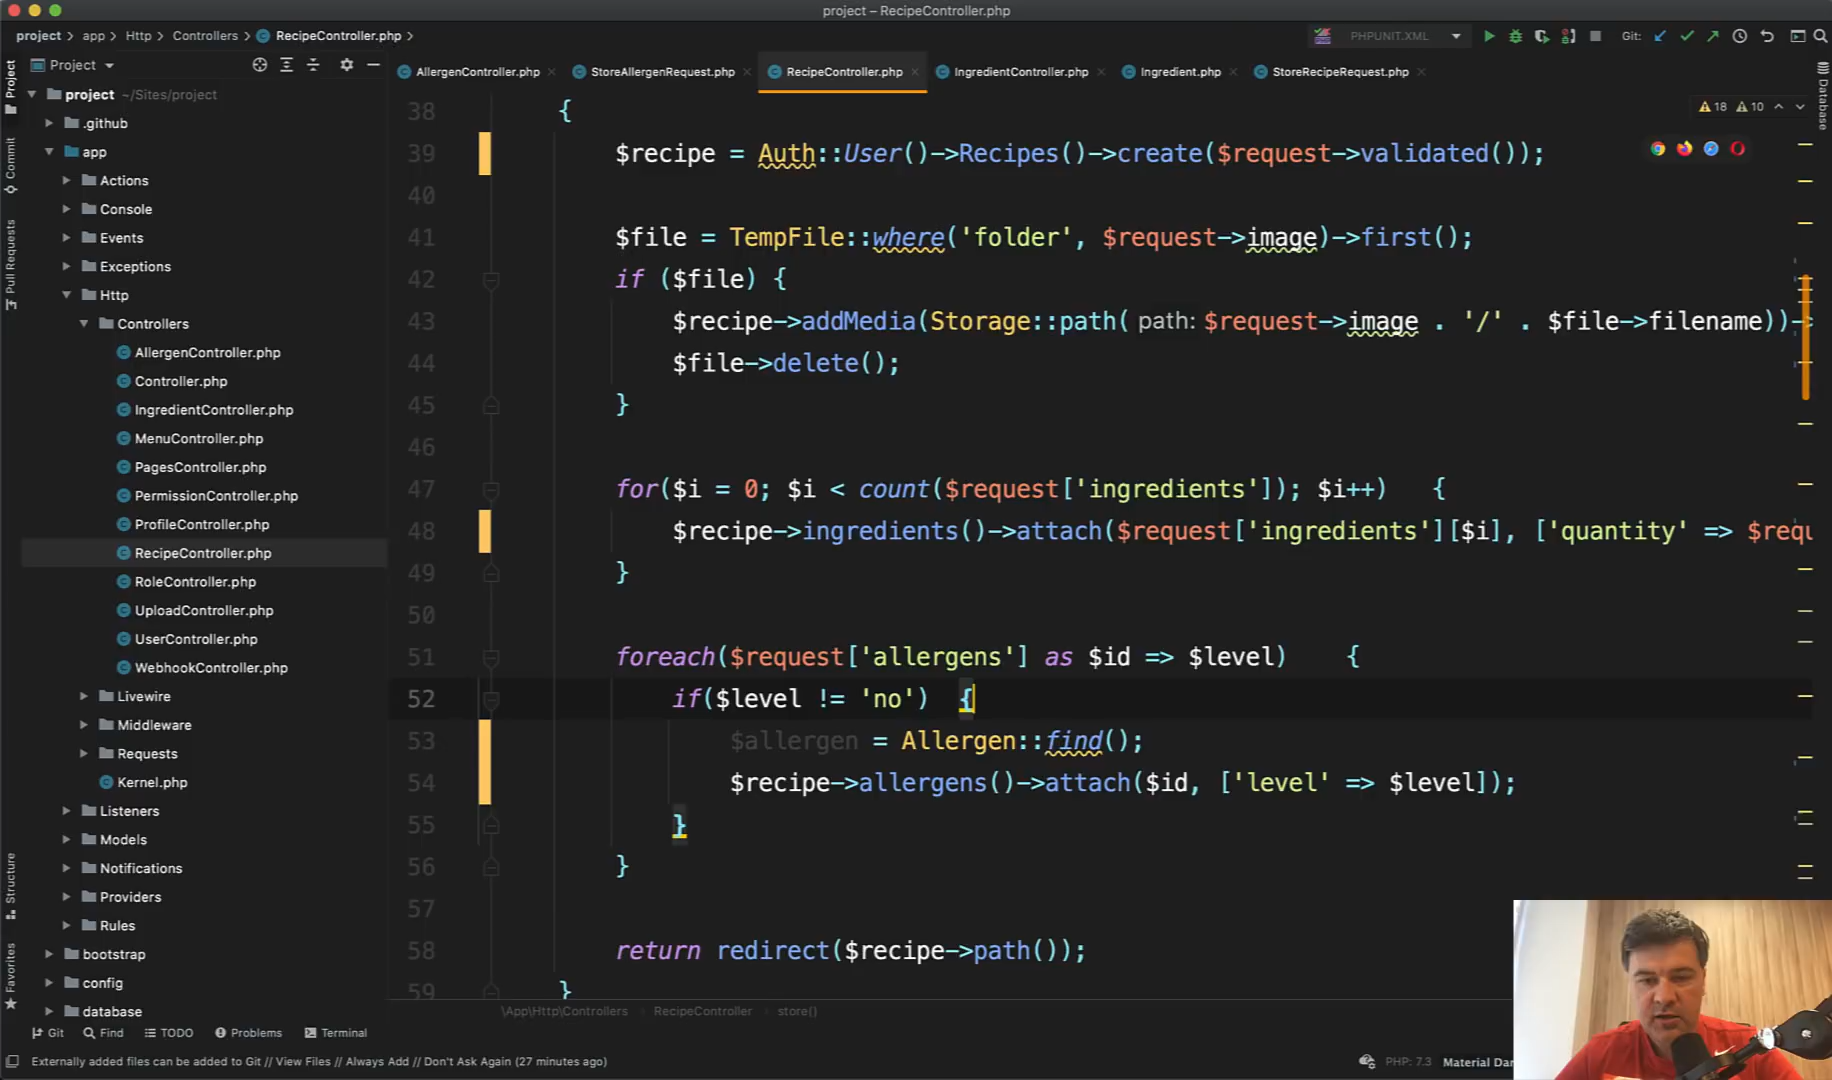 project – RecipeController.php
project > app > Http > Controllers > RecipeController.php >
PHPUNIT.XML
Git:
Project
AllergenController.php
StoreAllergenRequest.php
RecipeController.php
IngredientController.php
Ingredient.php
StoreRecipeRequest.php
Project
Commit
Pull Requests
Structure
Favorites
Database
project ~/Sites/project
.github
app
Actions
Console
Events
Exceptions
Http
Controllers
AllergenController.php
Controller.php
IngredientController.php
MenuController.php
PagesController.php
PermissionController.php
ProfileController.php
RecipeController.php
RoleController.php
UploadController.php
UserController.php
WebhookController.php
Livewire
Middleware
Requests
Kernel.php
Listeners
Models
Notifications
Providers
Rules
bootstrap
config
database
18 10
38 {
39 $recipe = Auth::User()->Recipes()->create($request->validated());
40
41 $file = TempFile::where('folder', $request->image)->first();
42 if ($file) {
43 $recipe->addMedia(Storage::path( path: $request->image . '/' . $file->filename))->
44 $file->delete();
45 }
46
47 for($i = 0; $i < count($request['ingredients']); $i++) {
48 $recipe->ingredients()->attach($request['ingredients'][$i], ['quantity' => $requ
49 }
50
51 foreach($request['allergens'] as $id => $level) {
52 if($level != 'no') {
53 $allergen = Allergen::find();
54 $recipe->allergens()->attach($id, ['level' => $level]);
55 }
56 }
57
58 return redirect($recipe->path());
59 }
\App\Http\Controllers RecipeController store()
Git Find TODO Problems Terminal
Externally added files can be added to Git // View Files // Always Add // Don't Ask Again (27 minutes ago)
PHP: 7.3 Material Dar